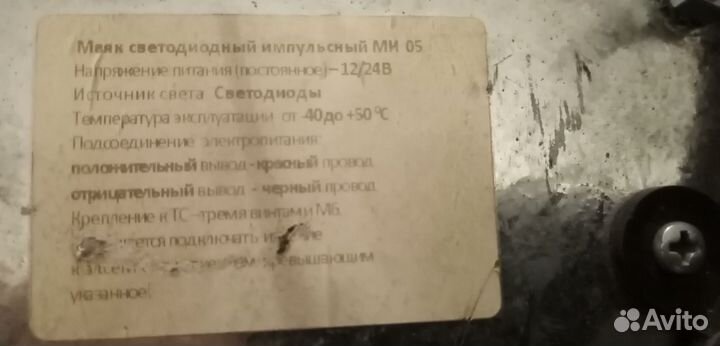 Маяк светодиодный импульсный МИ 05
Напряжение питания (постоянное) – 12/24В
Источник света Светодиоды
Температура эксплуатации от -40 до +50 °С
Подсоединение электропитания:
положительный вывод - красный провод
отрицательный вывод - черный провод
Крепление к ТС – тремя винтами М6.
подключать
к превышающим
указанное!
Avito